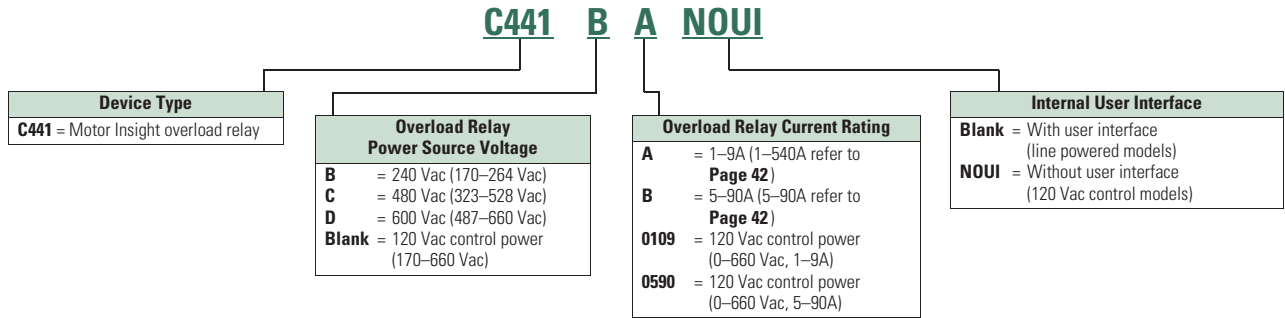 C441 B A NOUI
Device Type
C441 = Motor Insight overload relay
Overload Relay
Power Source Voltage
B = 240 Vac (170–264 Vac)
C = 480 Vac (323–528 Vac)
D = 600 Vac (487–660 Vac)
Blank = 120 Vac control power
(170–660 Vac)
Overload Relay Current Rating
A = 1–9A (1–540A refer to
Page 42)
B = 5–90A (5–90A refer to
Page 42)
0109 = 120 Vac control power
(0–660 Vac, 1–9A)
0590 = 120 Vac control power
(0–660 Vac, 5–90A)
Internal User Interface
Blank = With user interface
(line powered models)
NOUI = Without user interface
(120 Vac control models)